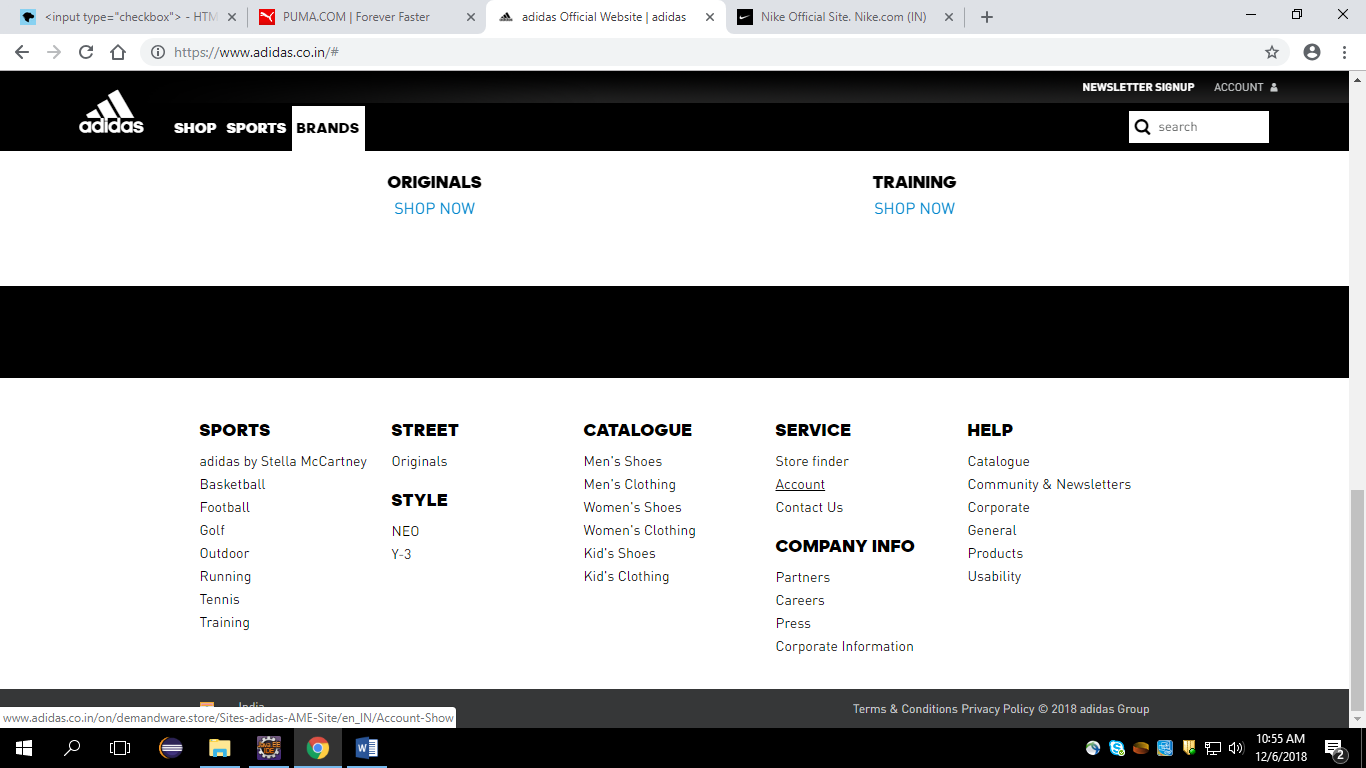 <input type="checkbox"> - HTM
PUMA.COM | Forever Faster
adidas Official Website | adidas
Nike Official Site. Nike.com (IN)
https://www.adidas.co.in/#
NEWSLETTER SIGNUP ACCOUNT
adidas
SHOP SPORTS BRANDS
search
ORIGINALS
SHOP NOW
TRAINING
SHOP NOW
SPORTS
adidas by Stella McCartney
Basketball
Football
Golf
Outdoor
Running
Tennis
Training
STREET
Originals
STYLE
NEO
Y-3
CATALOGUE
Men's Shoes
Men's Clothing
Women's Shoes
Women's Clothing
Kid's Shoes
Kid's Clothing
SERVICE
Store finder
Account
Contact Us
COMPANY INFO
Partners
Careers
Press
Corporate Information
HELP
Catalogue
Community & Newsletters
Corporate
General
Products
Usability
India
Terms & Conditions Privacy Policy © 2018 adidas Group
www.adidas.co.in/on/demandware.store/Sites-adidas-AME-Site/en_IN/Account-Show
10:55 AM
12/6/2018
2